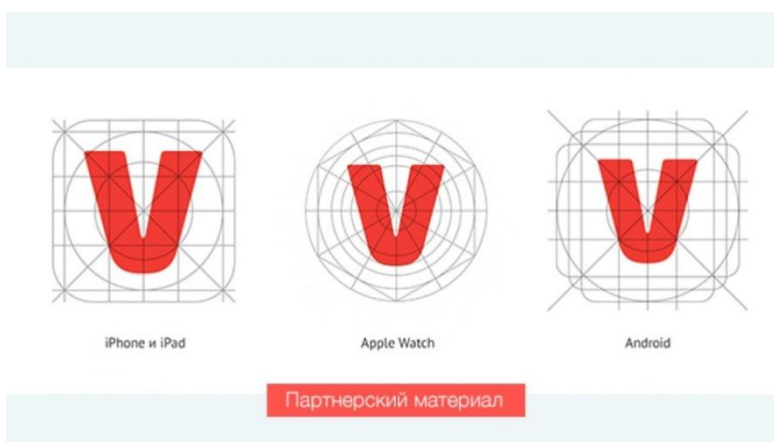 V
V
V
iPhone и iPad
Apple Watch
Android
Партнерский материал